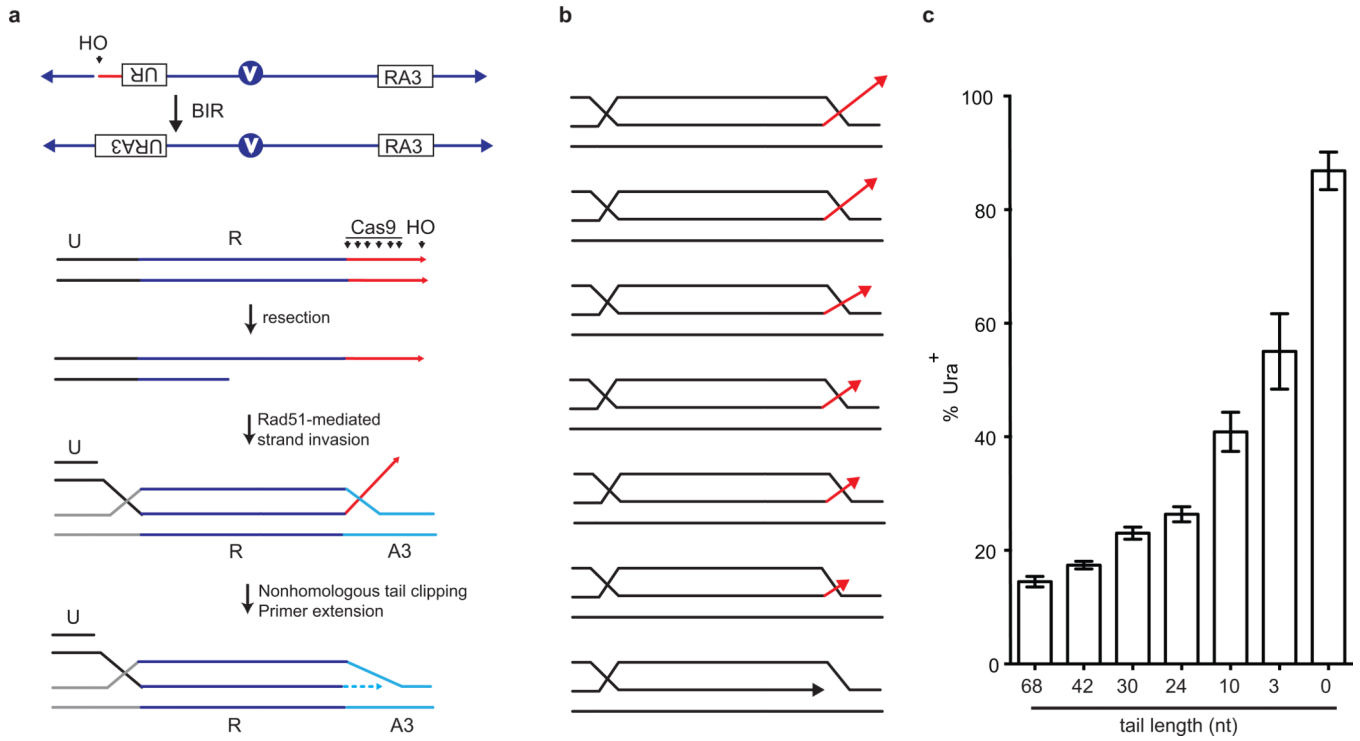 a
HO
UR
V
RA3
BIR
URA3
V
RA3
U
R
Cas9
HO
resection
Rad51-mediated
strand invasion
U
R
A3
Nonhomologous tail clipping
Primer extension
U
R
A3
b
c
% Ura+
100
80
60
40
20
0
68 42 30 24 10 3 0
tail length (nt)